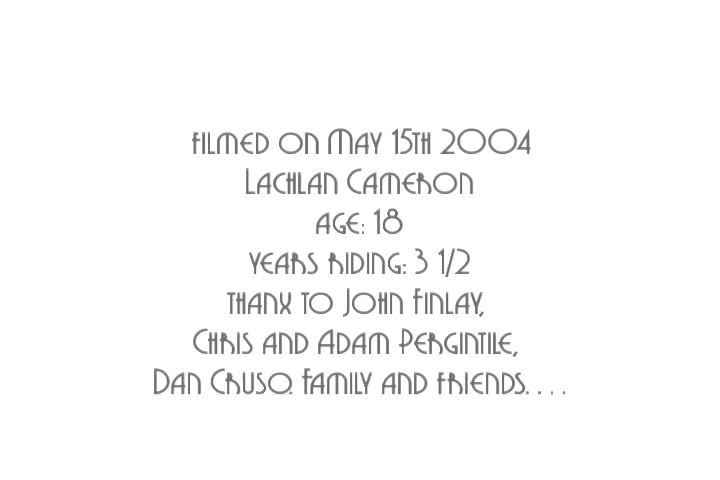 filmed on May 15th 2004
Lachlan Cameron
age: 18
years riding: 3 1/2
thanx to John Finlay,
Chris and Adam Pergintile,
Dan Cruso. Family and friends. . . .